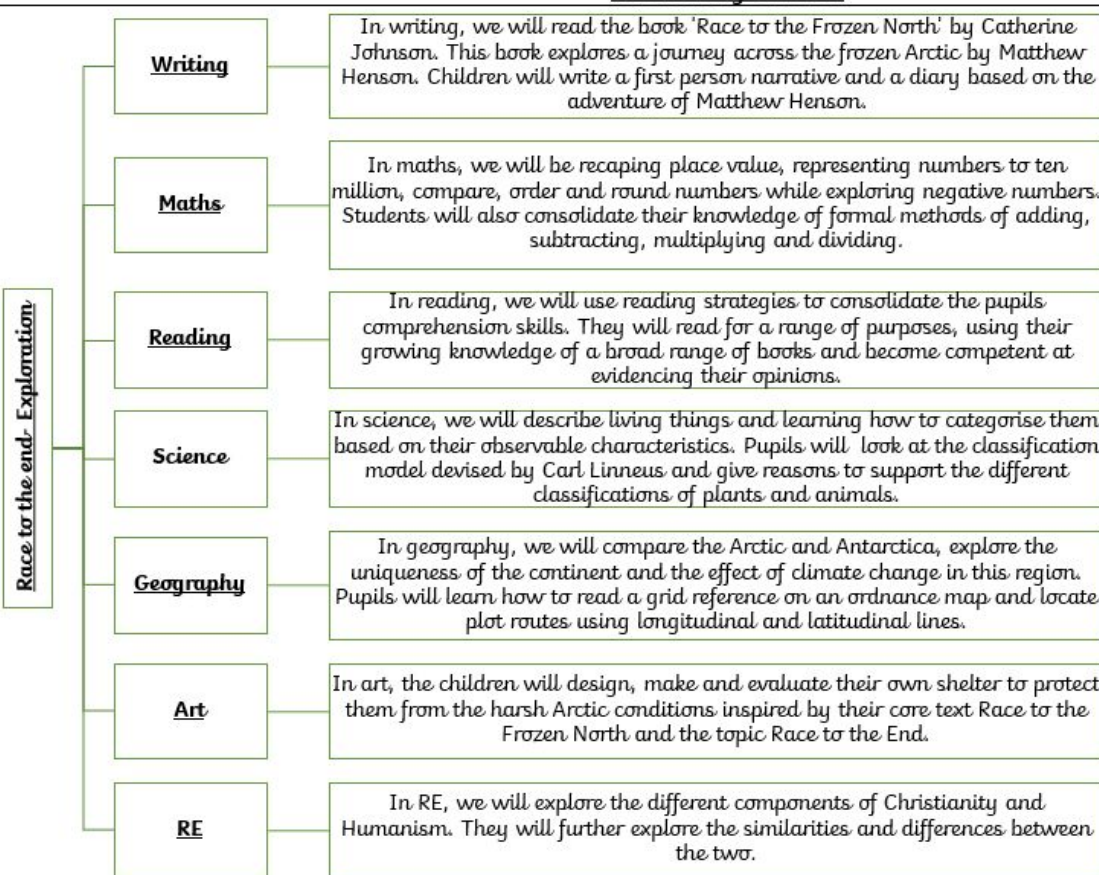 Race to the end- Exploration
Writing
In writing, we will read the book 'Race to the Frozen North' by Catherine
Johnson. This book explores a journey across the frozen Arctic by Matthew
Henson. Children will write a first person narrative and a diary based on the
adventure of Matthew Henson.
Maths
In maths, we will be recaping place value, representing numbers to ten
million, compare, order and round numbers while exploring negative numbers.
Students will also consolidate their knowledge of formal methods of adding,
subtracting, multiplying and dividing.
Reading
In reading, we will use reading strategies to consolidate the pupils
comprehension skills. They will read for a range of purposes, using their
growing knowledge of a broad range of books and become competent at
evidencing their opinions.
Science
In science, we will describe living things and learning how to categorise them
based on their observable characteristics. Pupils will look at the classification
model devised by Carl Linneus and give reasons to support the different
classifications of plants and animals.
Geography
In geography, we will compare the Arctic and Antarctica, explore the
uniqueness of the continent and the effect of climate change in this region.
Pupils will learn how to read a grid reference on an ordnance map and locate
plot routes using longitudinal and latitudinal lines.
Art
In art, the children will design, make and evaluate their own shelter to protect
them from the harsh Arctic conditions inspired by their core text Race to the
Frozen North and the topic Race to the End.
RE
In RE, we will explore the different components of Christianity and
Humanism. They will further explore the similarities and differences between
the two.